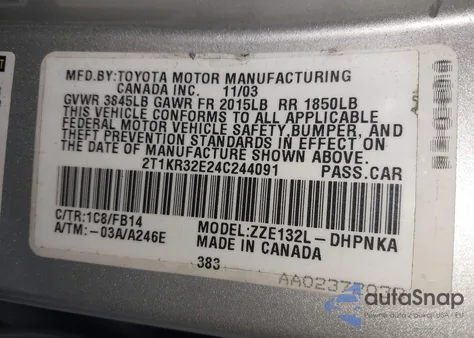 MFD.BY:TOYOTA MOTOR MANUFACTURING
CANADA INC. 11/03
GVWR 3845LB GAWR FR 2015LB RR 1850LB
THIS VEHICLE CONFORMS TO ALL APPLICABLE
FEDERAL MOTOR VEHICLE SAFETY,BUMPER, AND
THEFT PREVENTION STANDARDS IN EFFECT ON
THE DATE OF MANUFACTURE SHOWN ABOVE.
2T1KR32E24C244091 PASS.CAR
C/TR:1C8/FB14 MODEL:ZZE132L-DHPNKA
A/TM:-03A/A246E MADE IN CANADA
383
autoSnap